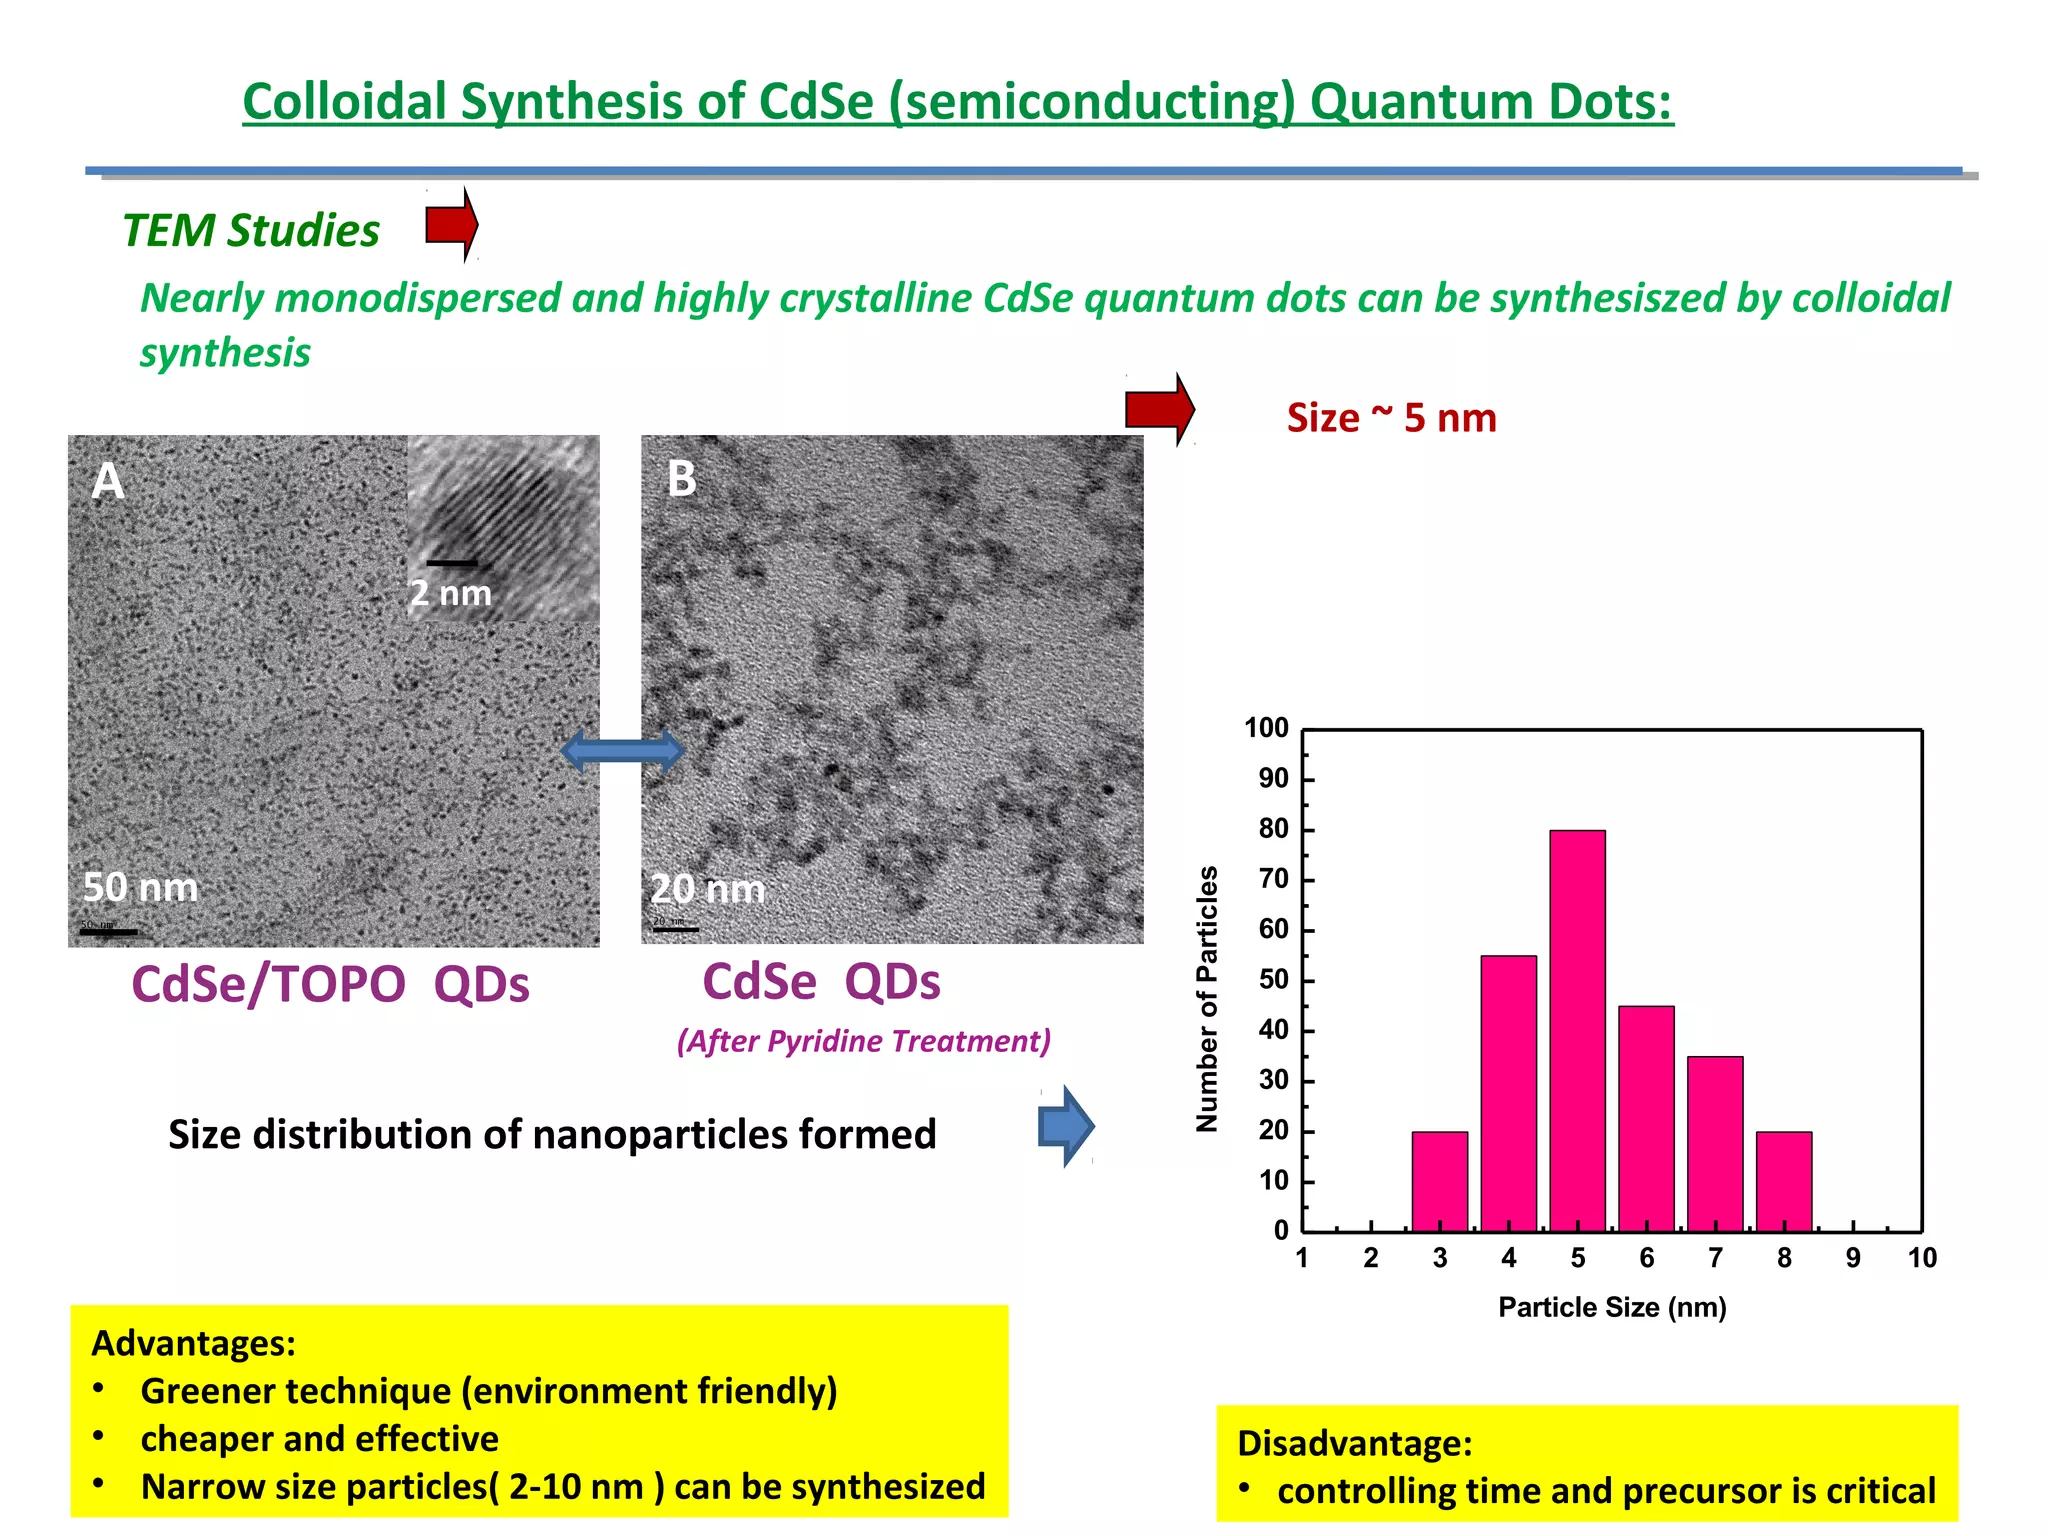 Colloidal Synthesis of CdSe (semiconducting) Quantum Dots:
TEM Studies
Nearly monodispersed and highly crystalline CdSe quantum dots can be synthesiszed by colloidal
synthesis
Size ~ 5 nm
A
2 nm
50 nm
50 nm
B
20 nm
20 nm
CdSe/TOPO QDs
CdSe QDs
(After Pyridine Treatment)
Size distribution of nanoparticles formed
Number of Particles
100
90
80
70
60
50
40
30
20
10
0
1 2 3 4 5 6 7 8 9 10
Particle Size (nm)
Advantages:
• Greener technique (environment friendly)
• cheaper and effective
• Narrow size particles( 2-10 nm ) can be synthesized
Disadvantage:
• controlling time and precursor is critical